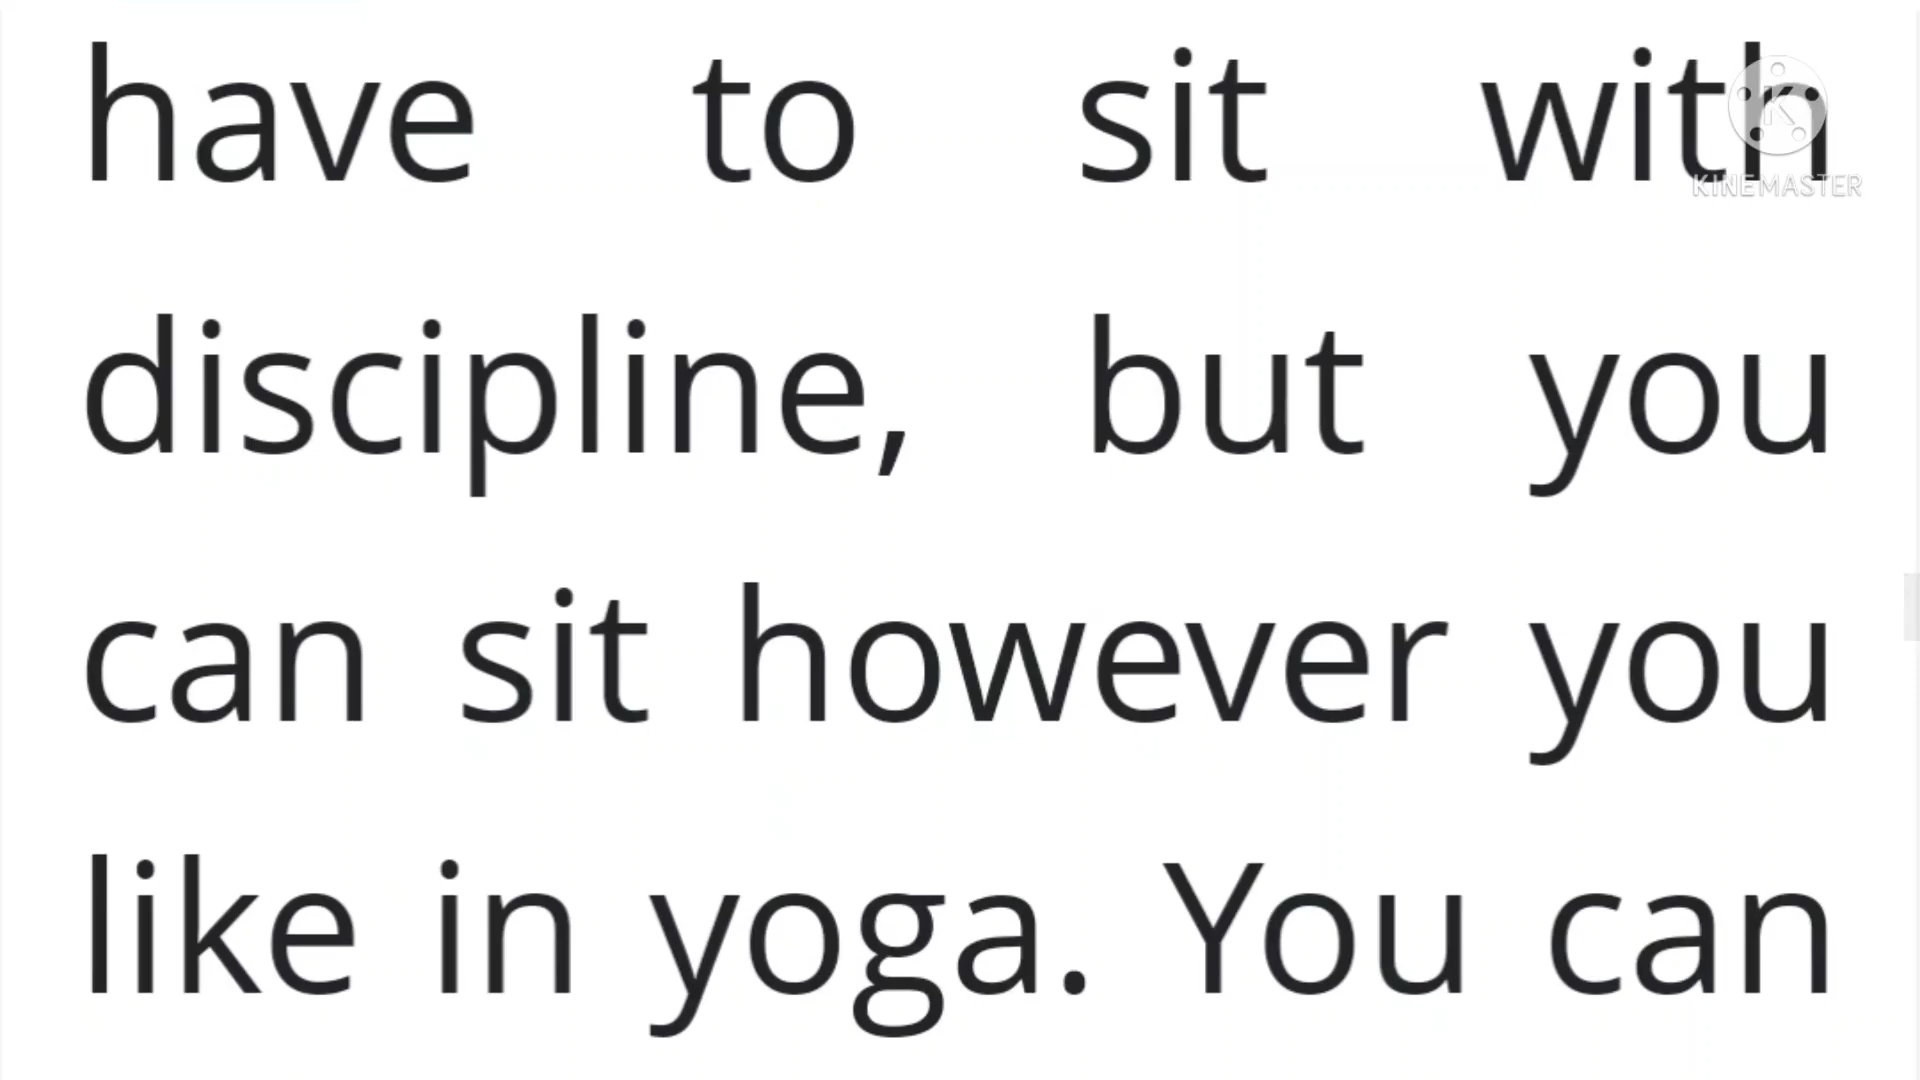 have to sit with
KINEMASTER
discipline, but you
can sit however you
like in yoga. You can